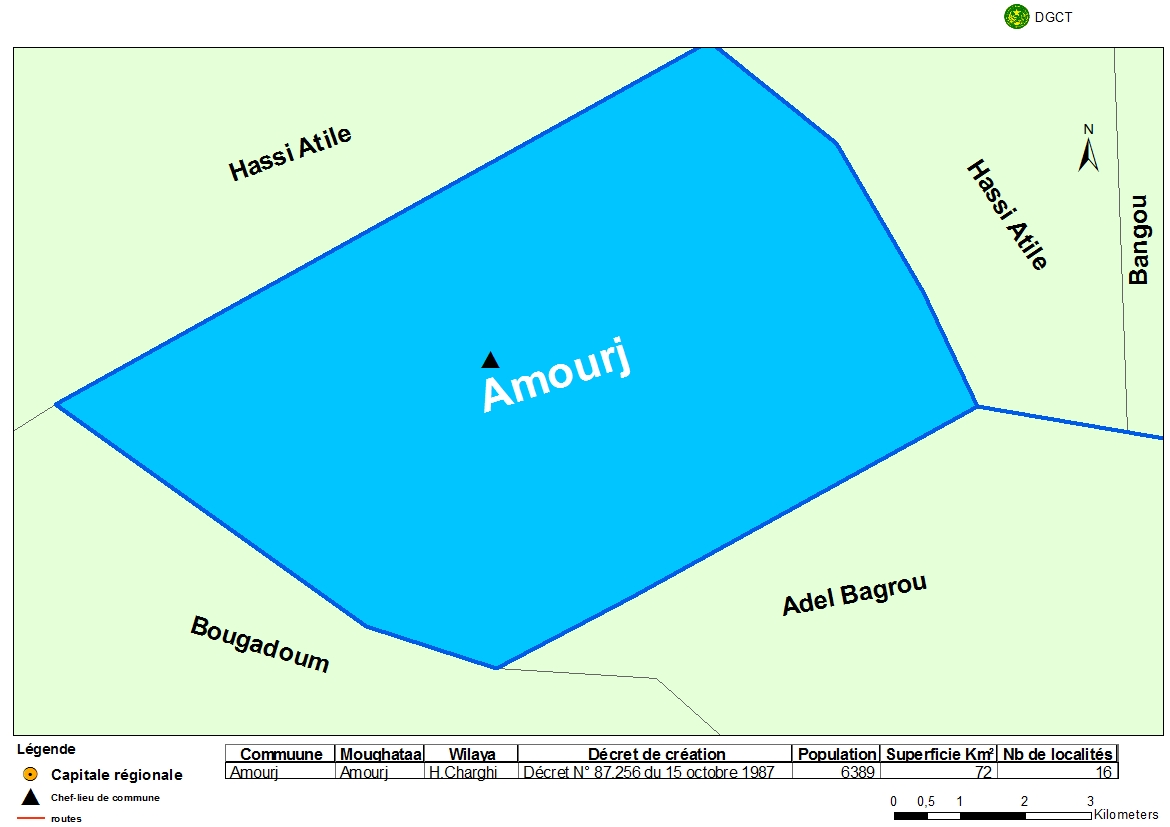 DGCT
Hassi Atile
N
Hassi Atile
Bangou
Amourj
Adel Bagrou
Bougadoum
Légende
Capitale régionale
Chef-lieu de commune
routes
Commuune Moughataa Wilaya Décret de création Population Superficie Km² Nb de localités
Amourj Amourj H.Charghi Décret N° 87.256 du 15 octobre 1987 6389 72 16
0 0,5 1 2 3
Kilometers